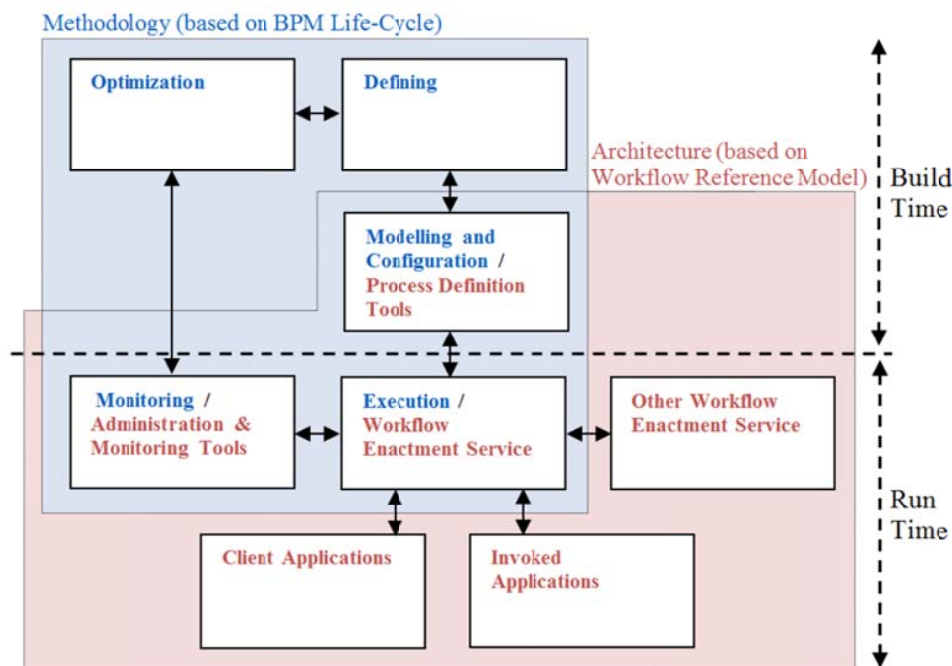 Methodology (based on BPM Life-Cycle)
Optimization
Defining
Architecture (based on
Workflow Reference Model)
Build
Time
Modelling and
Configuration /
Process Definition
Tools
Monitoring /
Administration &
Monitoring Tools
Execution /
Workflow
Enactment Service
Other Workflow
Enactment Service
Run
Time
Client Applications
Invoked
Applications